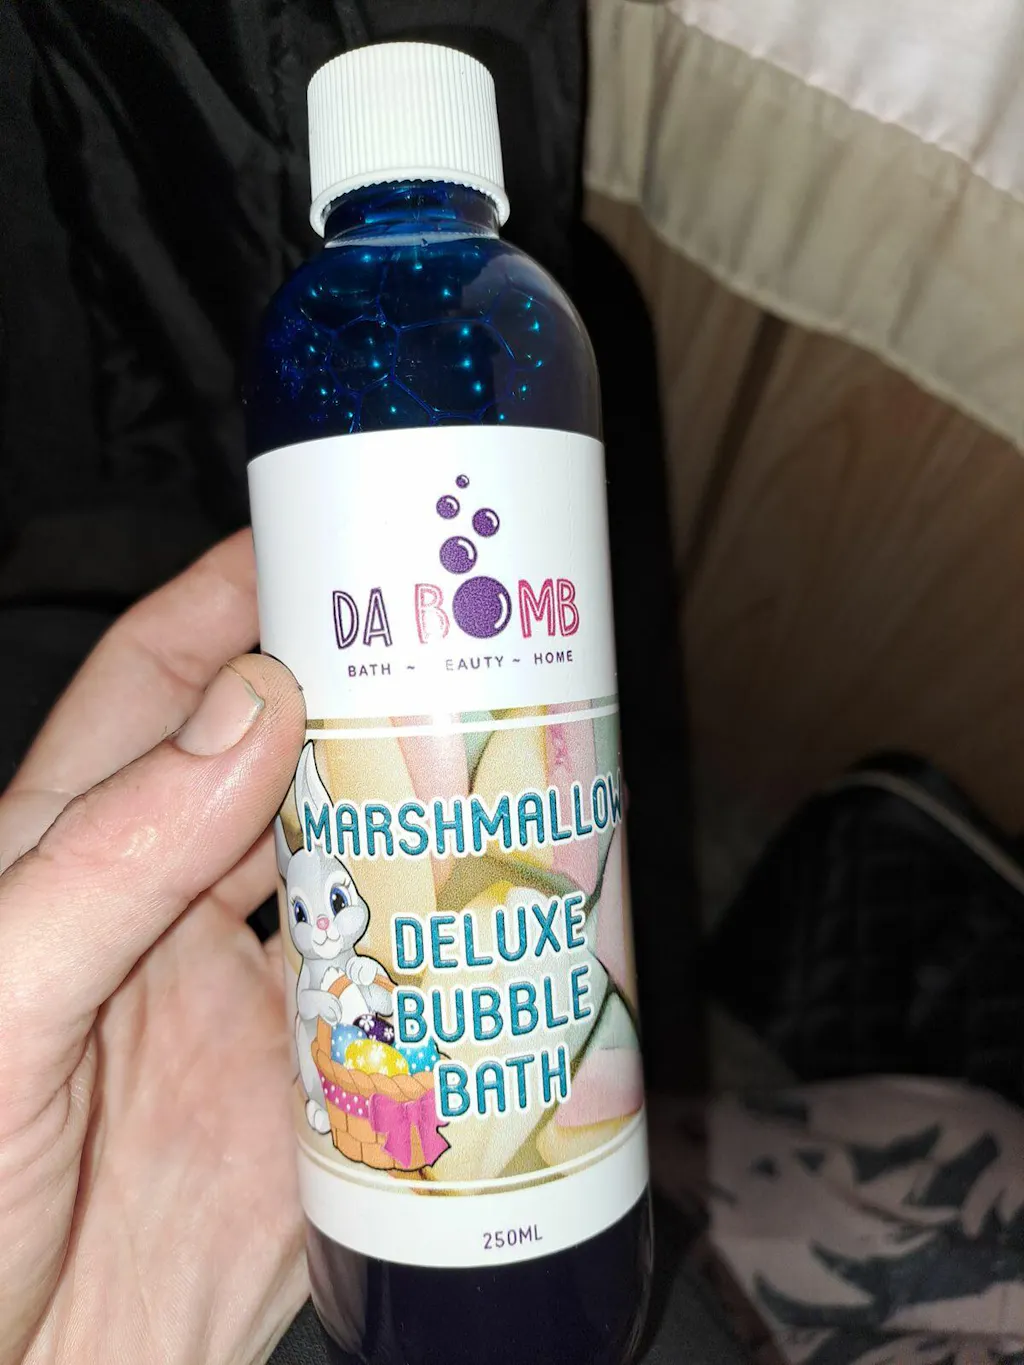 DA BOMB
BATH ~ EAUTY ~ HOME
MARSHMALLOW
DELUXE
BUBBLE
BATH
250ML